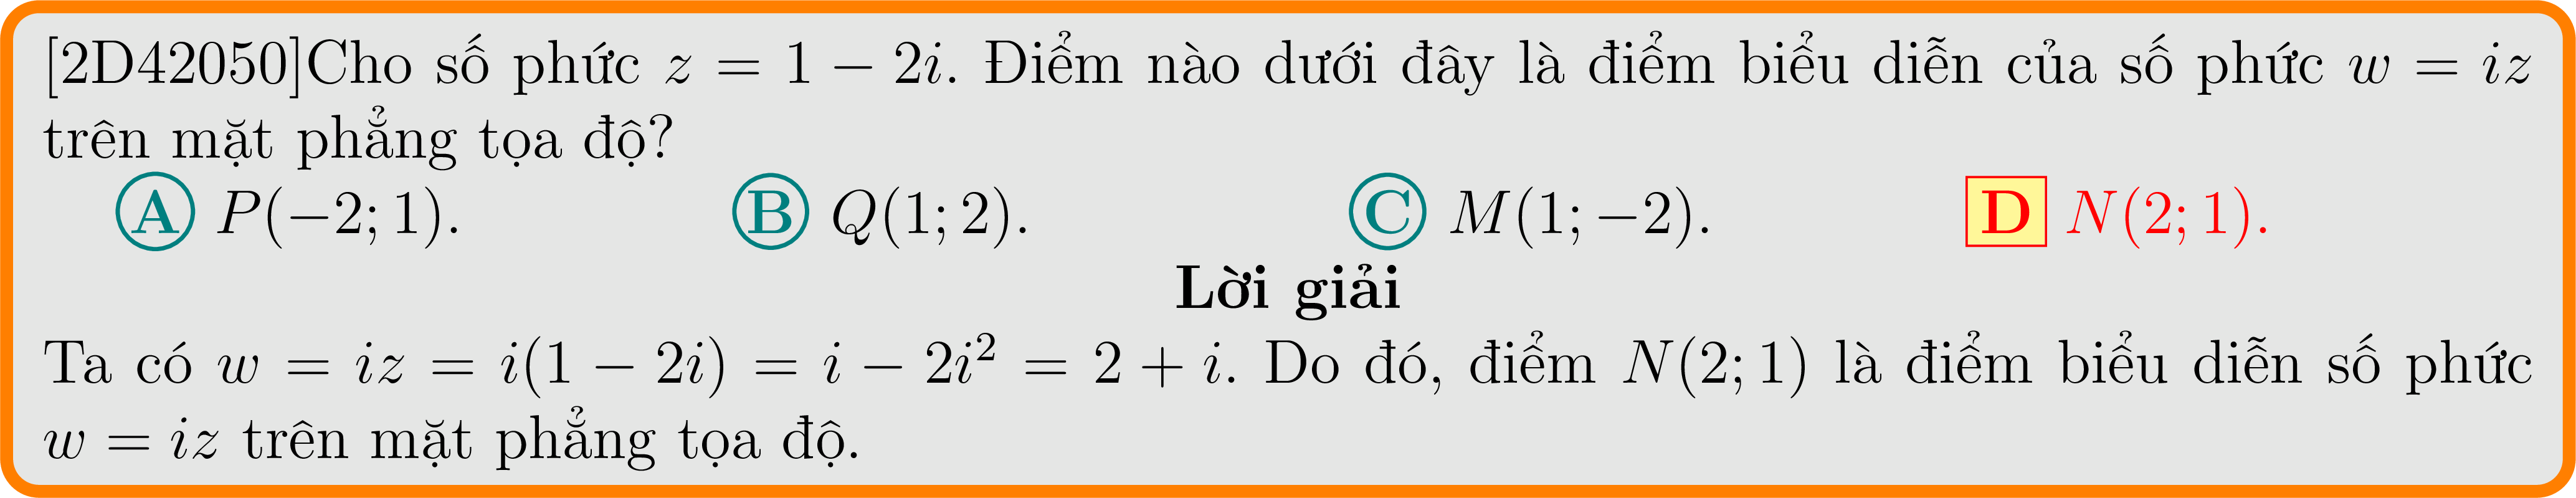 [2D42050]Cho số phức z = 1 − 2i. Điểm nào dưới đây là điểm biểu diễn của số phức w = iz
trên mặt phẳng tọa độ?
A P(−2; 1). B Q(1; 2). C M(1; −2). D N(2; 1).
Lời giải
Ta có w = iz = i(1 − 2i) = i − 2i² = 2 + i. Do đó, điểm N(2; 1) là điểm biểu diễn số phức
w = iz trên mặt phẳng tọa độ.